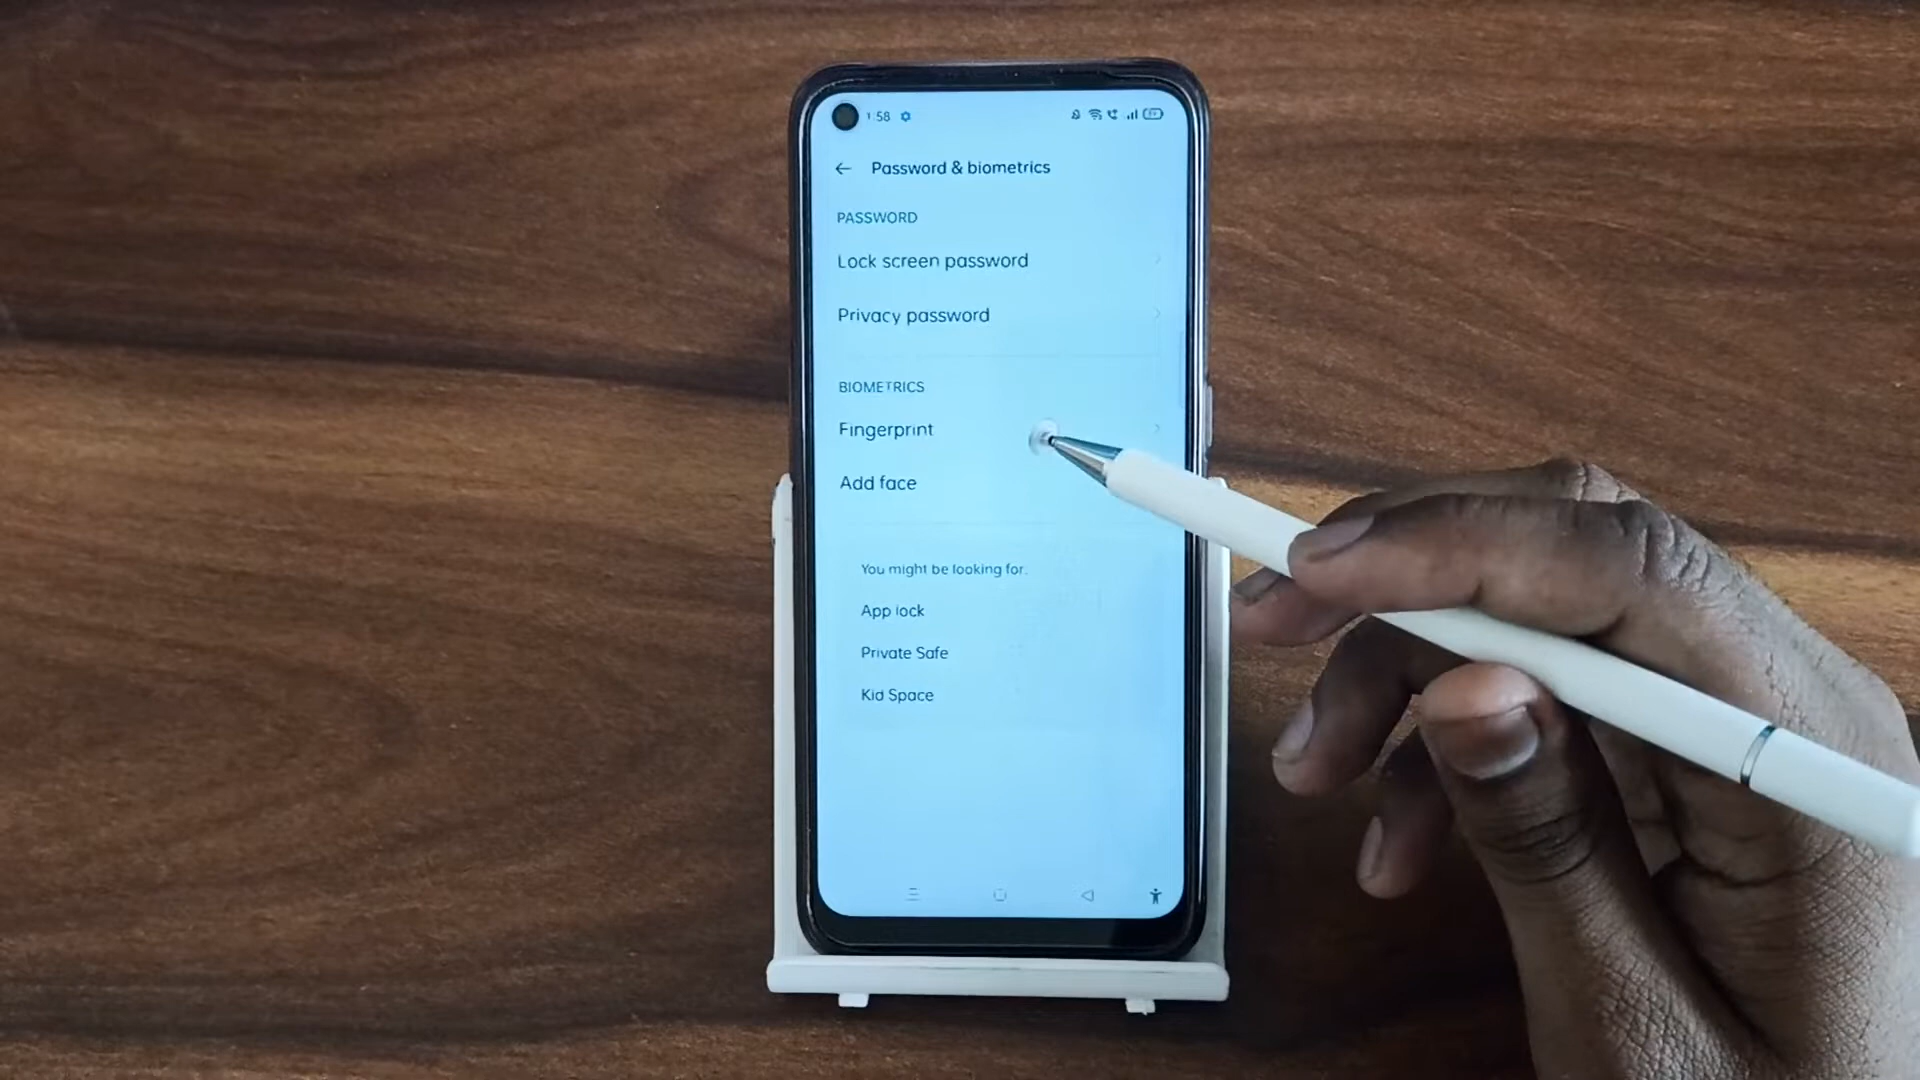 1:58
Password & biometrics
PASSWORD
Lock screen password
Privacy password
BIOMETRICS
Fingerprint
Add face
You might be looking for:
App lock
Private Safe
Kid Space